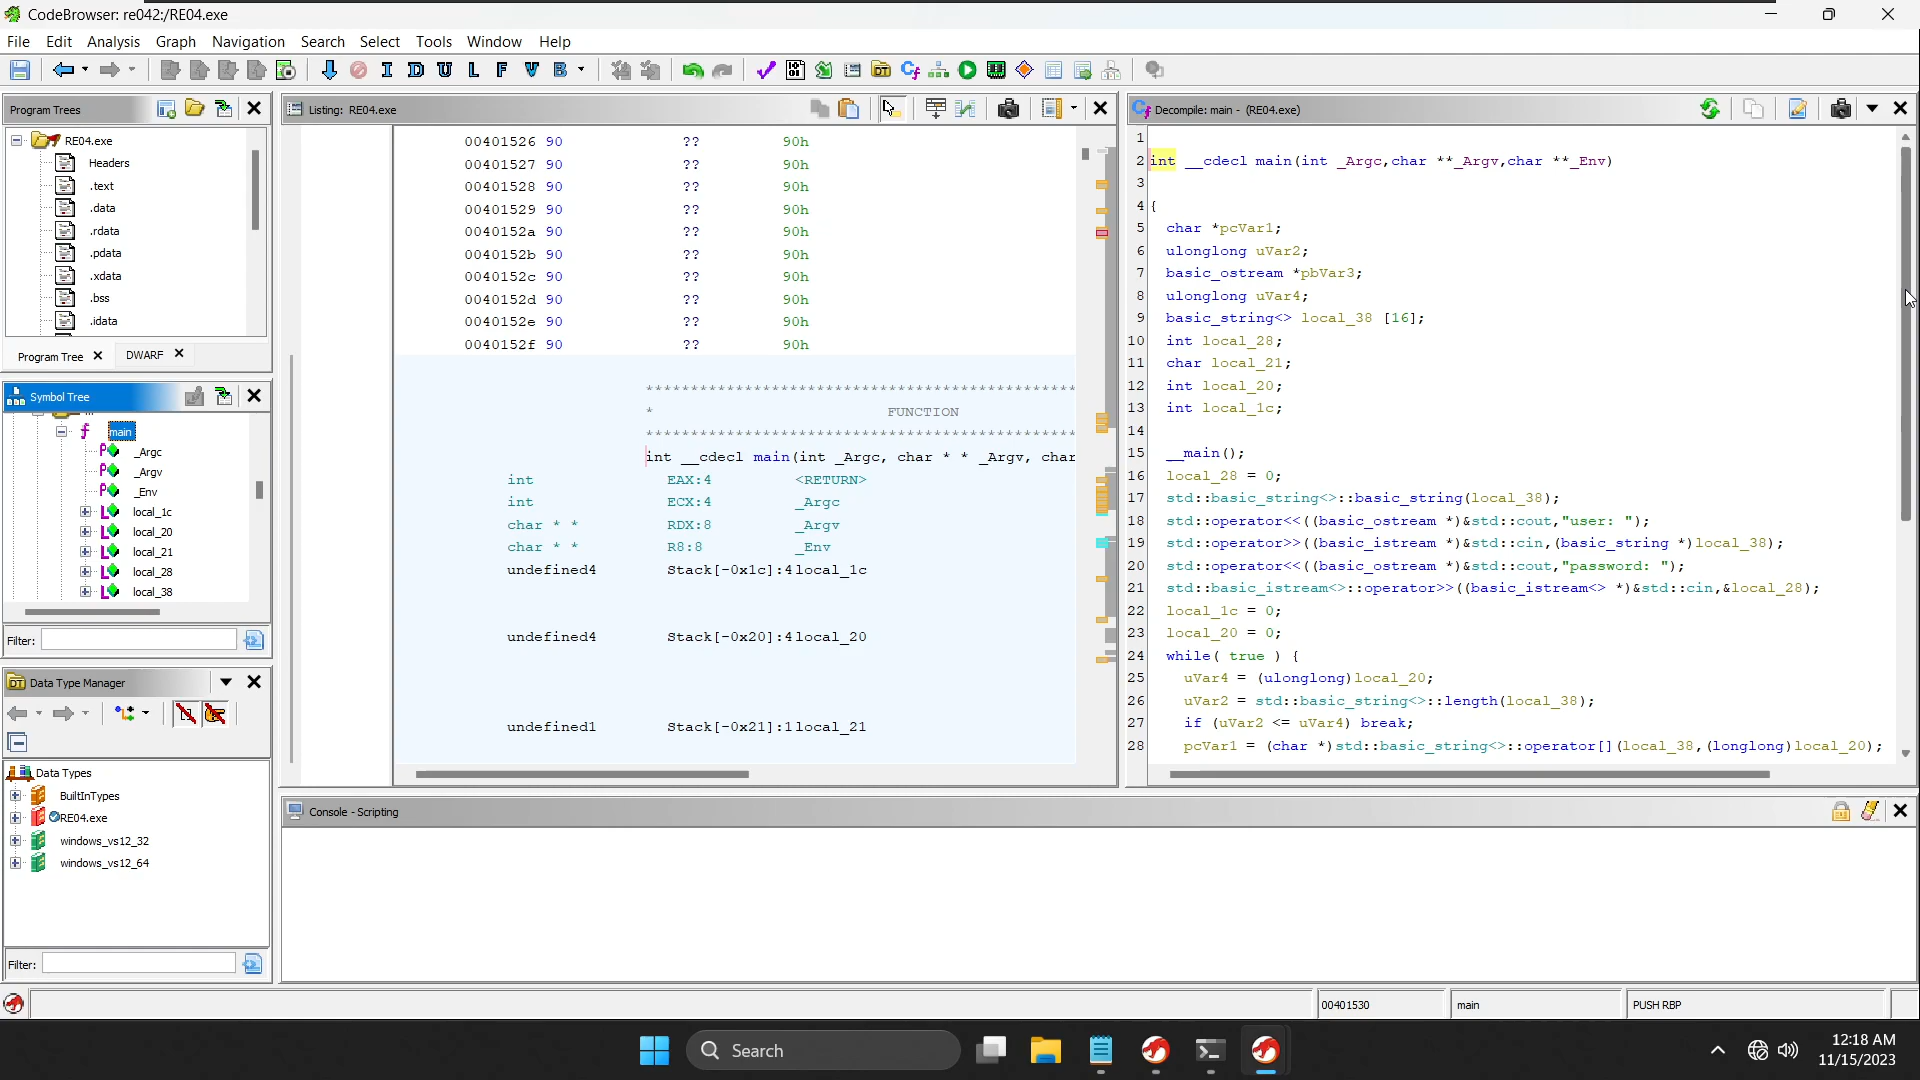 CodeBrowser: re042:/RE04.exe
File Edit Analysis Graph Navigation Search Select Tools Window Help
I D U L F V B
Program Trees
RE04.exe
Headers
.text
.data
.rdata
.pdata
.xdata
.bss
.idata
Program Tree DWARF
Symbol Tree
f main
_Argc
_Argv
_Env
local_1c
local_20
local_21
local_28
local_38
Filter:
Data Type Manager
Data Types
BuiltInTypes
RE04.exe
windows_vs12_32
windows_vs12_64
Filter:
Listing: RE04.exe
00401526 90 ?? 90h
00401527 90 ?? 90h
00401528 90 ?? 90h
00401529 90 ?? 90h
0040152a 90 ?? 90h
0040152b 90 ?? 90h
0040152c 90 ?? 90h
0040152d 90 ?? 90h
0040152e 90 ?? 90h
0040152f 90 ?? 90h
************************************************
* FUNCTION
************************************************
int __cdecl main(int _Argc, char * * _Argv, char
int EAX:4 <RETURN>
int ECX:4 _Argc
char * * RDX:8 _Argv
char * * R8:8 _Env
undefined4 Stack[-0x1c]:4 local_1c
undefined4 Stack[-0x20]:4 local_20
undefined1 Stack[-0x21]:1 local_21
Decompile: main - (RE04.exe)
1
2 int __cdecl main(int _Argc,char **_Argv,char **_Env)
3
4 {
5 char *pcVar1;
6 ulonglong uVar2;
7 basic_ostream *pbVar3;
8 ulonglong uVar4;
9 basic_string<> local_38 [16];
10 int local_28;
11 char local_21;
12 int local_20;
13 int local_1c;
14
15 __main();
16 local_28 = 0;
17 std::basic_string<>::basic_string(local_38);
18 std::operator<<((basic_ostream *)&std::cout,"user: ");
19 std::operator>>((basic_istream *)&std::cin,(basic_string *)local_38);
20 std::operator<<((basic_ostream *)&std::cout,"password: ");
21 std::basic_istream<>::operator>>((basic_istream<> *)&std::cin,&local_28);
22 local_1c = 0;
23 local_20 = 0;
24 while( true ) {
25 uVar4 = (ulonglong)local_20;
26 uVar2 = std::basic_string<>::length(local_38);
27 if (uVar2 <= uVar4) break;
28 pcVar1 = (char *)std::basic_string<>::operator[](local_38,(longlong)local_20);
Console - Scripting
00401530 main PUSH RBP
Search
12:18 AM
11/15/2023